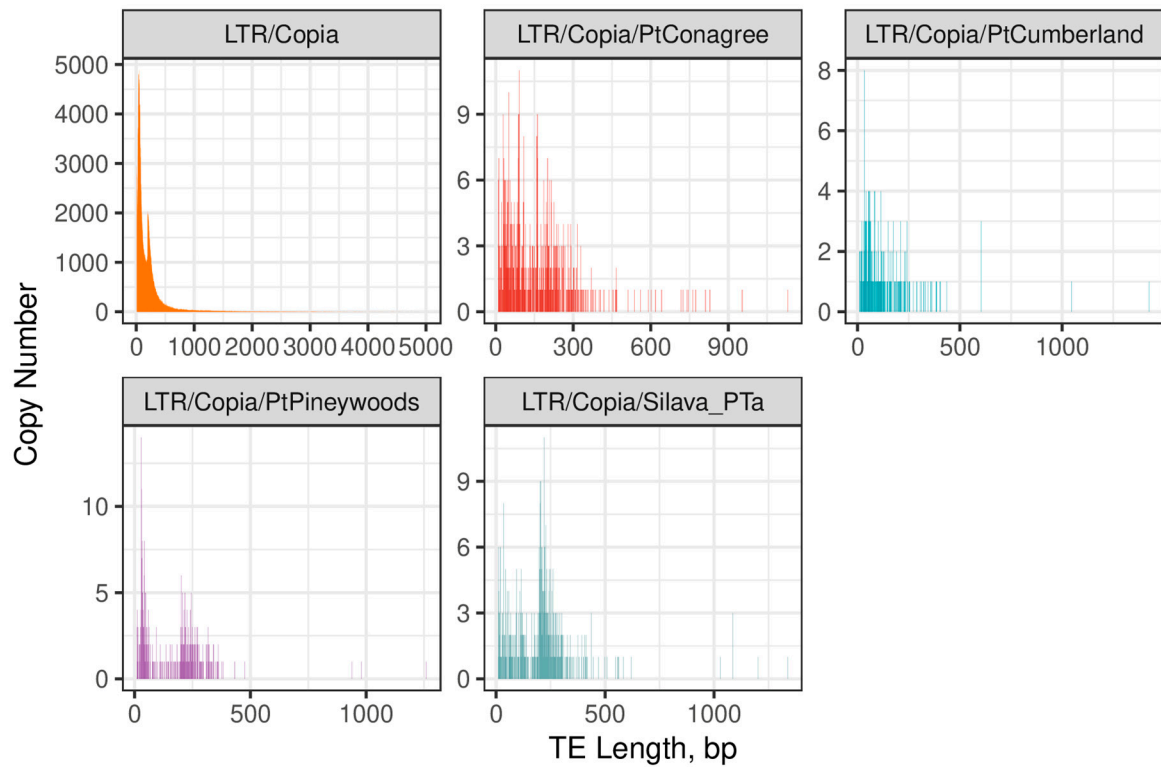 LTR/Copia
LTR/Copia/PtConagree
LTR/Copia/PtCumberland
5000
4000
3000
2000
1000
0
0 1000 2000 3000 4000 5000
9
6
3
0
0 300 600 900
8
6
4
2
0
0 500 1000
Copy Number
LTR/Copia/PtPineywoods
LTR/Copia/Silava_PTa
10
5
0
0 500 1000
9
6
3
0
0 500 1000
TE Length, bp